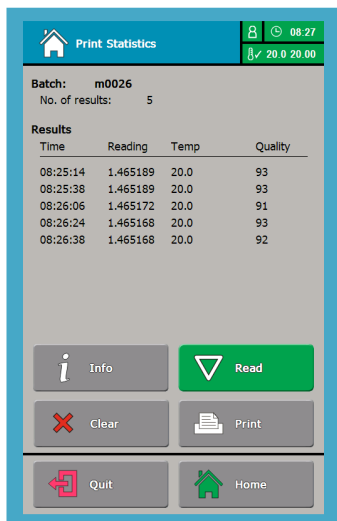 Print Statistics
8 08:27
20.0 20.00
Batch: m0026
No. of results: 5
Results
Time Reading Temp Quality
08:25:14 1.465189 20.0 93
08:25:38 1.465189 20.0 93
08:26:06 1.465172 20.0 91
08:26:24 1.465168 20.0 93
08:26:38 1.465168 20.0 92
i Info
Read
Clear
Print
Quit
Home